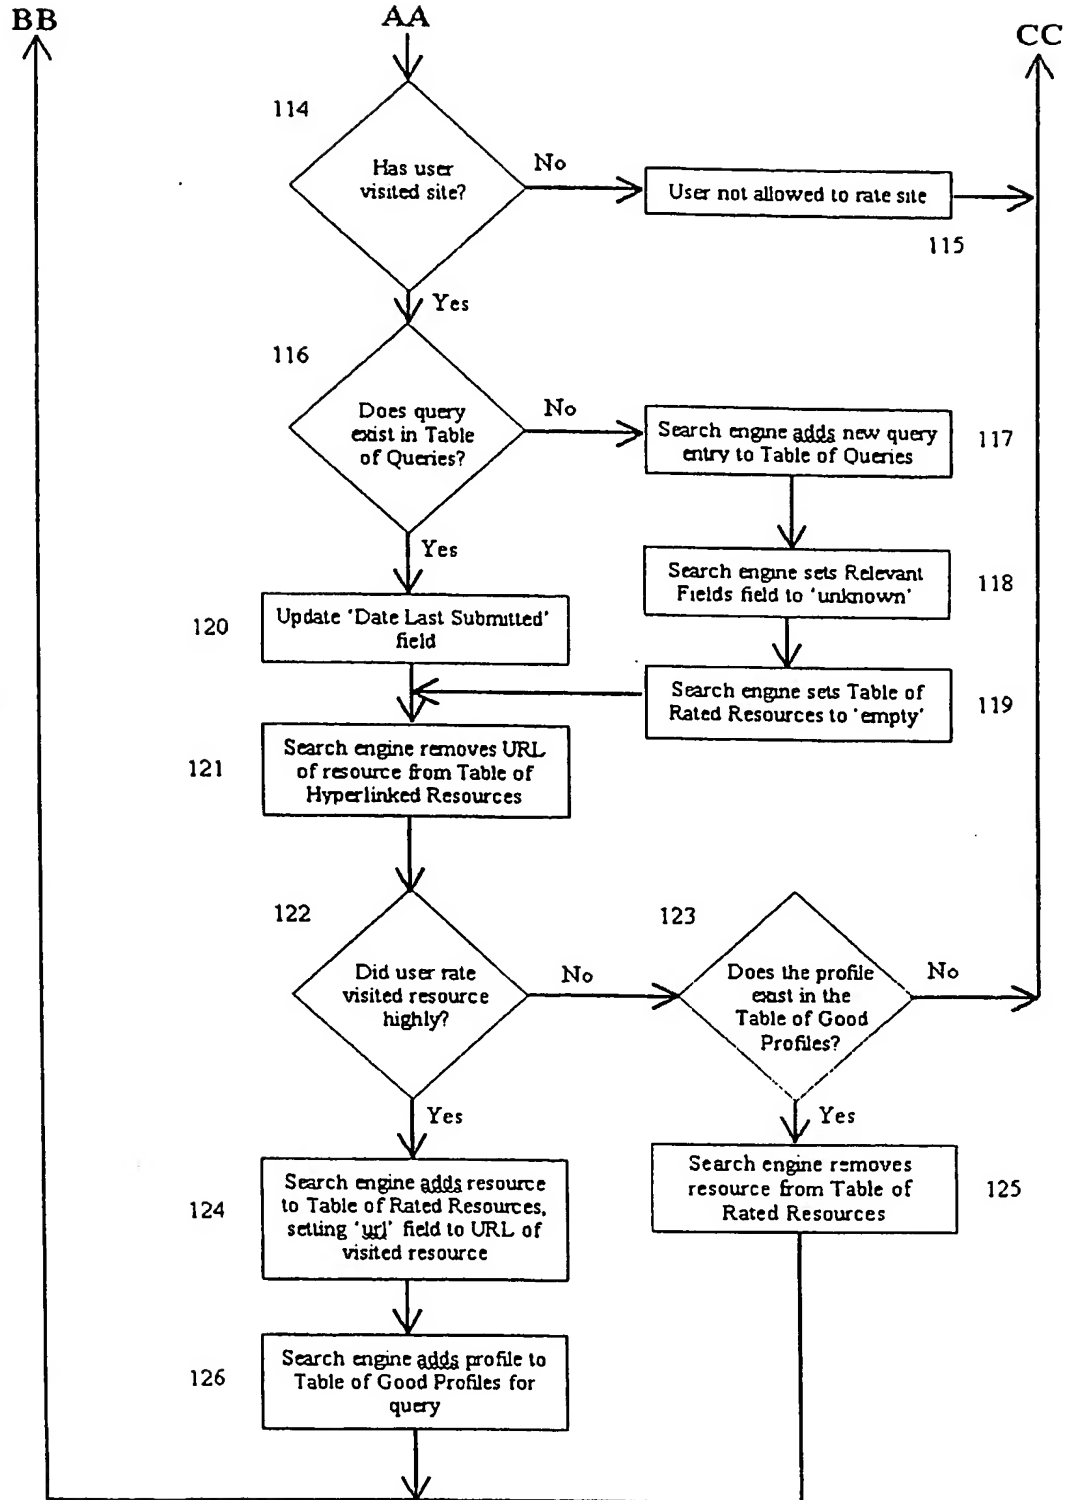 BB
AA
CC
114
Has user
visited site?
No
User not allowed to rate site
115
Yes
116
Does query
exist in Table
of Queries?
No
Search engine adds new query
entry to Table of Queries
117
Yes
Search engine sets Relevant
Fields field to 'unknown'
118
120
Update 'Date Last Submitted'
field
Search engine sets Table of
Rated Resources to 'empty'
119
121
Search engine removes URL
of resource from Table of
Hyperlinked Resources
122
Did user rate
visited resource
highly?
No
123
Does the profile
exist in the
Table of Good
Profiles?
No
Yes
Yes
124
Search engine adds resource
to Table of Rated Resources,
setting 'url' field to URL of
visited resource
Search engine removes
resource from Table of
Rated Resources
125
126
Search engine adds profile to
Table of Good Profiles for
query